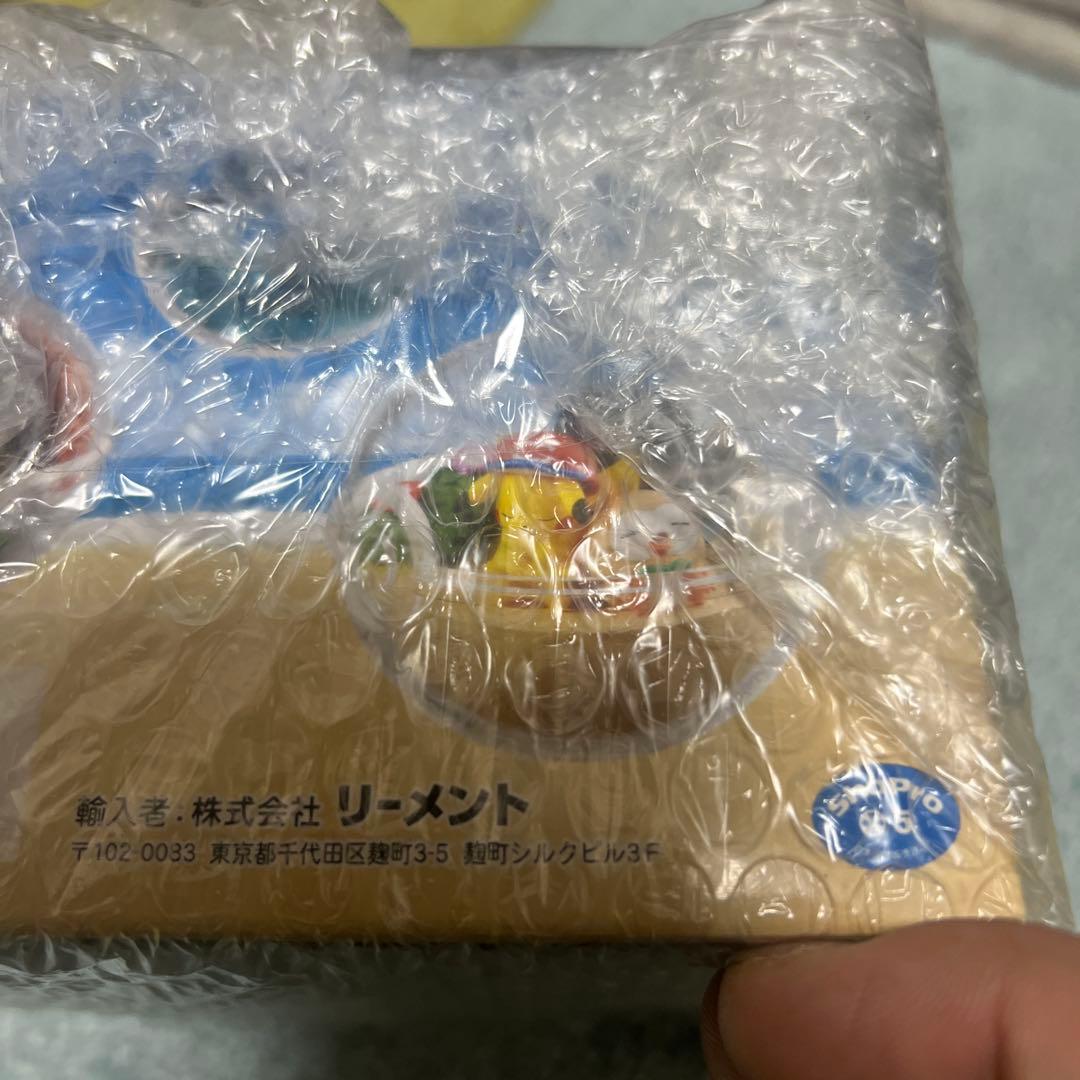 輸入者:株式会社 リーメント
〒102-0083 東京都千代田区麹町3-5 麹町シルクビル3F